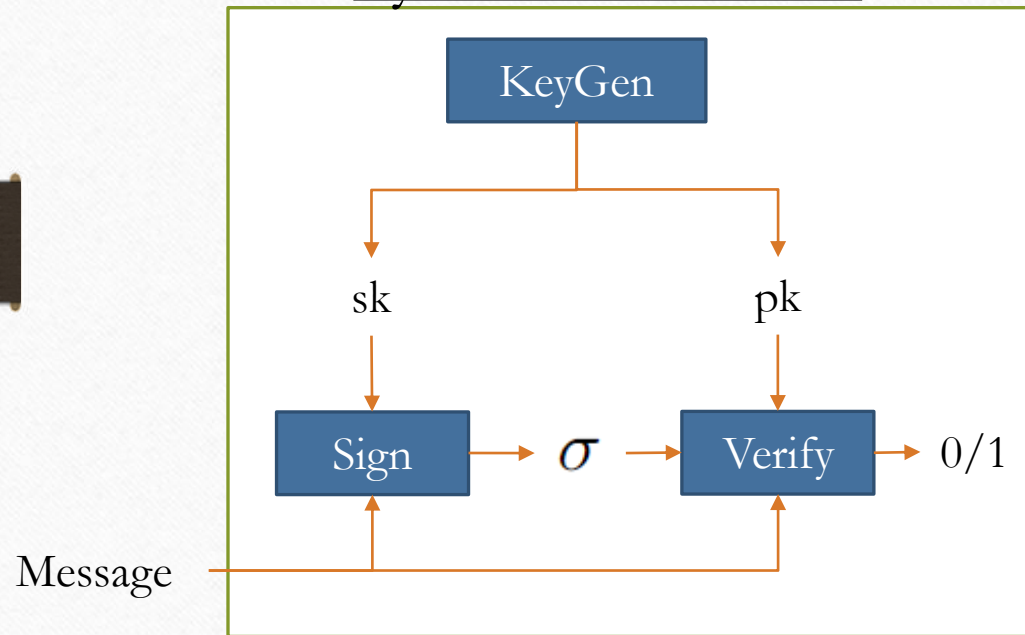 KeyGen
sk
pk
Sign
σ
Verify
0/1
Message